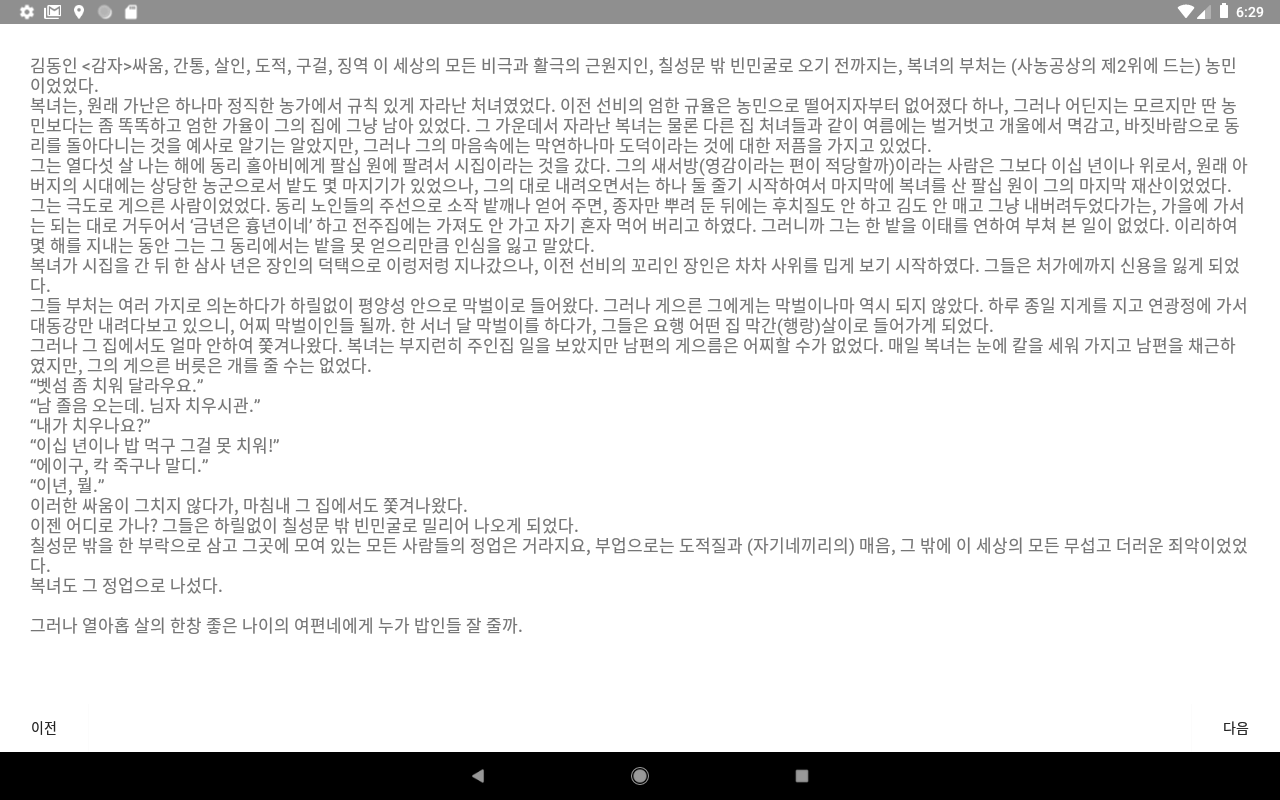 6:29
김동인 <감자>싸움, 간통, 살인, 도적, 구걸, 징역 이 세상의 모든 비극과 활극의 근원지인, 칠성문 밖 빈민굴로 오기 전까지는, 복녀의 부처는 (사농공상의 제2위에 드는) 농민
이었었다.
복녀는, 원래 가난은 하나마 정직한 농가에서 규칙 있게 자라난 처녀였었다. 이전 선비의 엄한 규율은 농민으로 떨어지자부터 없어졌다 하나, 그러나 어딘지는 모르지만 딴 농
민보다는 좀 똑똑하고 엄한 가율이 그의 집에 그냥 남아 있었다. 그 가운데서 자라난 복녀는 물론 다른 집 처녀들과 같이 여름에는 벌거벗고 개울에서 멱감고, 바짓바람으로 동
리를 돌아다니는 것을 예사로 알기는 알았지만, 그러나 그의 마음속에는 막연하나마 도덕이라는 것에 대한 저픔을 가지고 있었다.
그는 열다섯 살 나는 해에 동리 홀아비에게 팔십 원에 팔려서 시집이라는 것을 갔다. 그의 새서방(영감이라는 편이 적당할까)이라는 사람은 그보다 이십 년이나 위로서, 원래 아
버지의 시대에는 상당한 농군으로서 밭도 몇 마지기가 있었으나, 그의 대로 내려오면서는 하나 둘 줄기 시작하여서 마지막에 복녀를 산 팔십 원이 그의 마지막 재산이었었다.
그는 극도로 게으른 사람이었었다. 동리 노인들의 주선으로 소작 밭깨나 얻어 주면, 종자만 뿌려 둔 뒤에는 후치질도 안 하고 김도 안 매고 그냥 내버려두었다가는, 가을에 가서
는 되는 대로 거두어서 ‘금년은 흉년이네’ 하고 전주집에는 가져도 안 가고 자기 혼자 먹어 버리고 하였다. 그러니까 그는 한 밭을 이태를 연하여 부쳐 본 일이 없었다. 이리하여
몇 해를 지내는 동안 그는 그 동리에서는 밭을 못 얻으리만큼 인심을 잃고 말았다.
복녀가 시집을 간 뒤 한 삼사 년은 장인의 덕택으로 이렁저렁 지나갔으나, 이전 선비의 꼬리인 장인은 차차 사위를 밉게 보기 시작하였다. 그들은 처가에까지 신용을 잃게 되었
다.
그들 부처는 여러 가지로 의논하다가 하릴없이 평양성 안으로 막벌이로 들어왔다. 그러나 게으른 그에게는 막벌이나마 역시 되지 않았다. 하루 종일 지게를 지고 연광정에 가서
대동강만 내려다보고 있으니, 어찌 막벌이인들 될까. 한 서너 달 막벌이를 하다가, 그들은 요행 어떤 집 막간(행랑)살이로 들어가게 되었다.
그러나 그 집에서도 얼마 안하여 쫓겨나왔다. 복녀는 부지런히 주인집 일을 보았지만 남편의 게으름은 어찌할 수가 없었다. 매일 복녀는 눈에 칼을 세워 가지고 남편을 채근하
였지만, 그의 게으른 버릇은 개를 줄 수는 없었다.
“벳섬 좀 치워 달라우요.”
“남 졸음 오는데. 님자 치우시관.”
“내가 치우나요?”
“이십 년이나 밥 먹구 그걸 못 치워!”
“에이구, 칵 죽구나 말디.”
“이년, 뭘.”
이러한 싸움이 그치지 않다가, 마침내 그 집에서도 쫓겨나왔다.
이젠 어디로 가나? 그들은 하릴없이 칠성문 밖 빈민굴로 밀리어 나오게 되었다.
칠성문 밖을 한 부락으로 삼고 그곳에 모여 있는 모든 사람들의 정업은 거라지요, 부업으로는 도적질과 (자기네끼리의) 매음, 그 밖에 이 세상의 모든 무섭고 더러운 죄악이었었
다.
복녀도 그 정업으로 나섰다.
그러나 열아홉 살의 한창 좋은 나이의 여편네에게 누가 밥인들 잘 줄까.
이전
다음